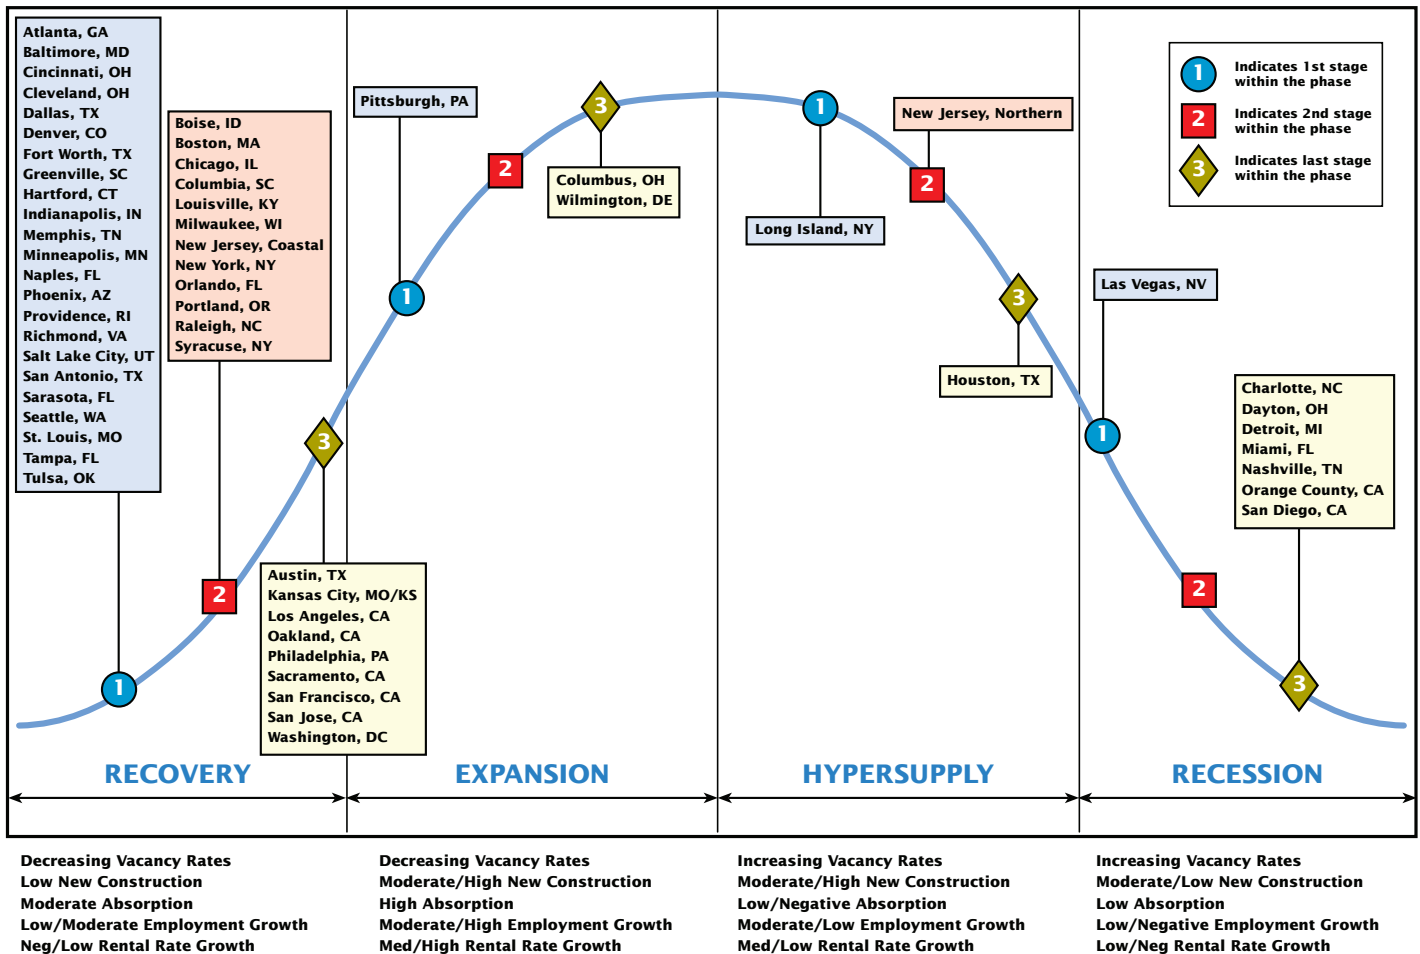 Atlanta, GA
Baltimore, MD
Cincinnati, OH
Cleveland, OH
Dallas, TX
Denver, CO
Fort Worth, TX
Greenville, SC
Hartford, CT
Indianapolis, IN
Memphis, TN
Minneapolis, MN
Naples, FL
Phoenix, AZ
Providence, RI
Richmond, VA
Salt Lake City, UT
San Antonio, TX
Sarasota, FL
Seattle, WA
St. Louis, MO
Tampa, FL
Tulsa, OK
1
Boise, ID
Boston, MA
Chicago, IL
Columbia, SC
Louisville, KY
Milwaukee, WI
New Jersey, Coastal
New York, NY
Orlando, FL
Portland, OR
Raleigh, NC
Syracuse, NY
2
3
Austin, TX
Kansas City, MO/KS
Los Angeles, CA
Oakland, CA
Philadelphia, PA
Sacramento, CA
San Francisco, CA
San Jose, CA
Washington, DC
Pittsburgh, PA
1
2
3
Columbus, OH
Wilmington, DE
1
Long Island, NY
New Jersey, Northern
2
3
Houston, TX
Las Vegas, NV
1
2
Charlotte, NC
Dayton, OH
Detroit, MI
Miami, FL
Nashville, TN
Orange County, CA
San Diego, CA
3
1
Indicates 1st stage
within the phase
2
Indicates 2nd stage
within the phase
3
Indicates last stage
within the phase
RECOVERY
EXPANSION
HYPERSUPPLY
RECESSION
Decreasing Vacancy Rates
Low New Construction
Moderate Absorption
Low/Moderate Employment Growth
Neg/Low Rental Rate Growth
Decreasing Vacancy Rates
Moderate/High New Construction
High Absorption
Moderate/High Employment Growth
Med/High Rental Rate Growth
Increasing Vacancy Rates
Moderate/High New Construction
Low/Negative Absorption
Moderate/Low Employment Growth
Med/Low Rental Rate Growth
Increasing Vacancy Rates
Moderate/Low New Construction
Low Absorption
Low/Negative Employment Growth
Low/Neg Rental Rate Growth